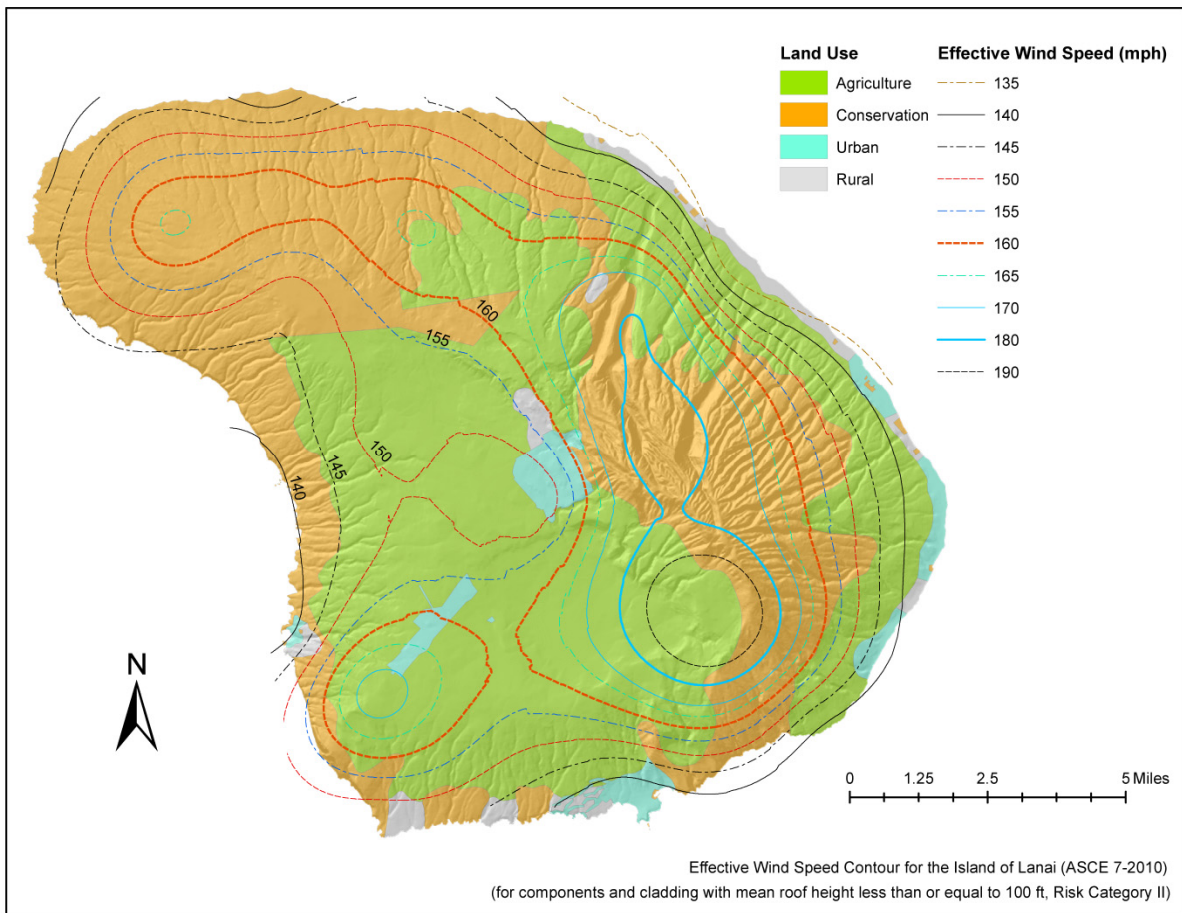 Land Use
Agriculture
Conservation
Urban
Rural
Effective Wind Speed (mph)
135
140
145
150
155
160
165
170
180
190
160
155
150
145
140
N
0 1.25 2.5 5 Miles
Effective Wind Speed Contour for the Island of Lanai (ASCE 7-2010)
(for components and cladding with mean roof height less than or equal to 100 ft, Risk Category II)